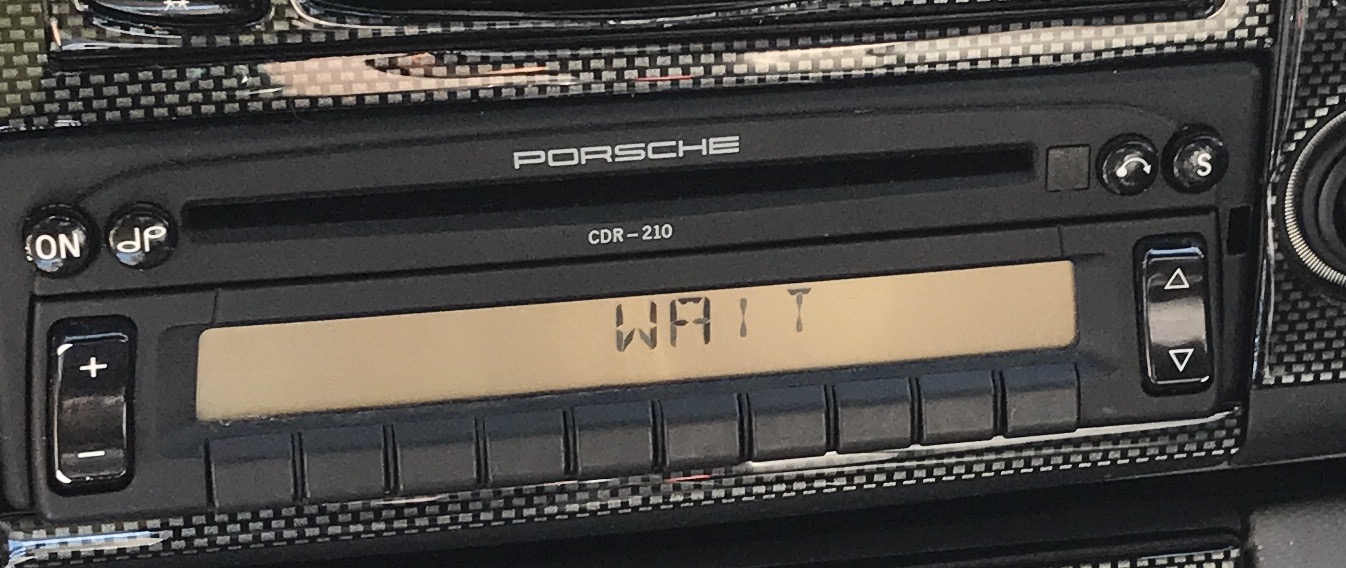 PORSCHE
S
ON
dP
CDR-210
WAIT
+
-